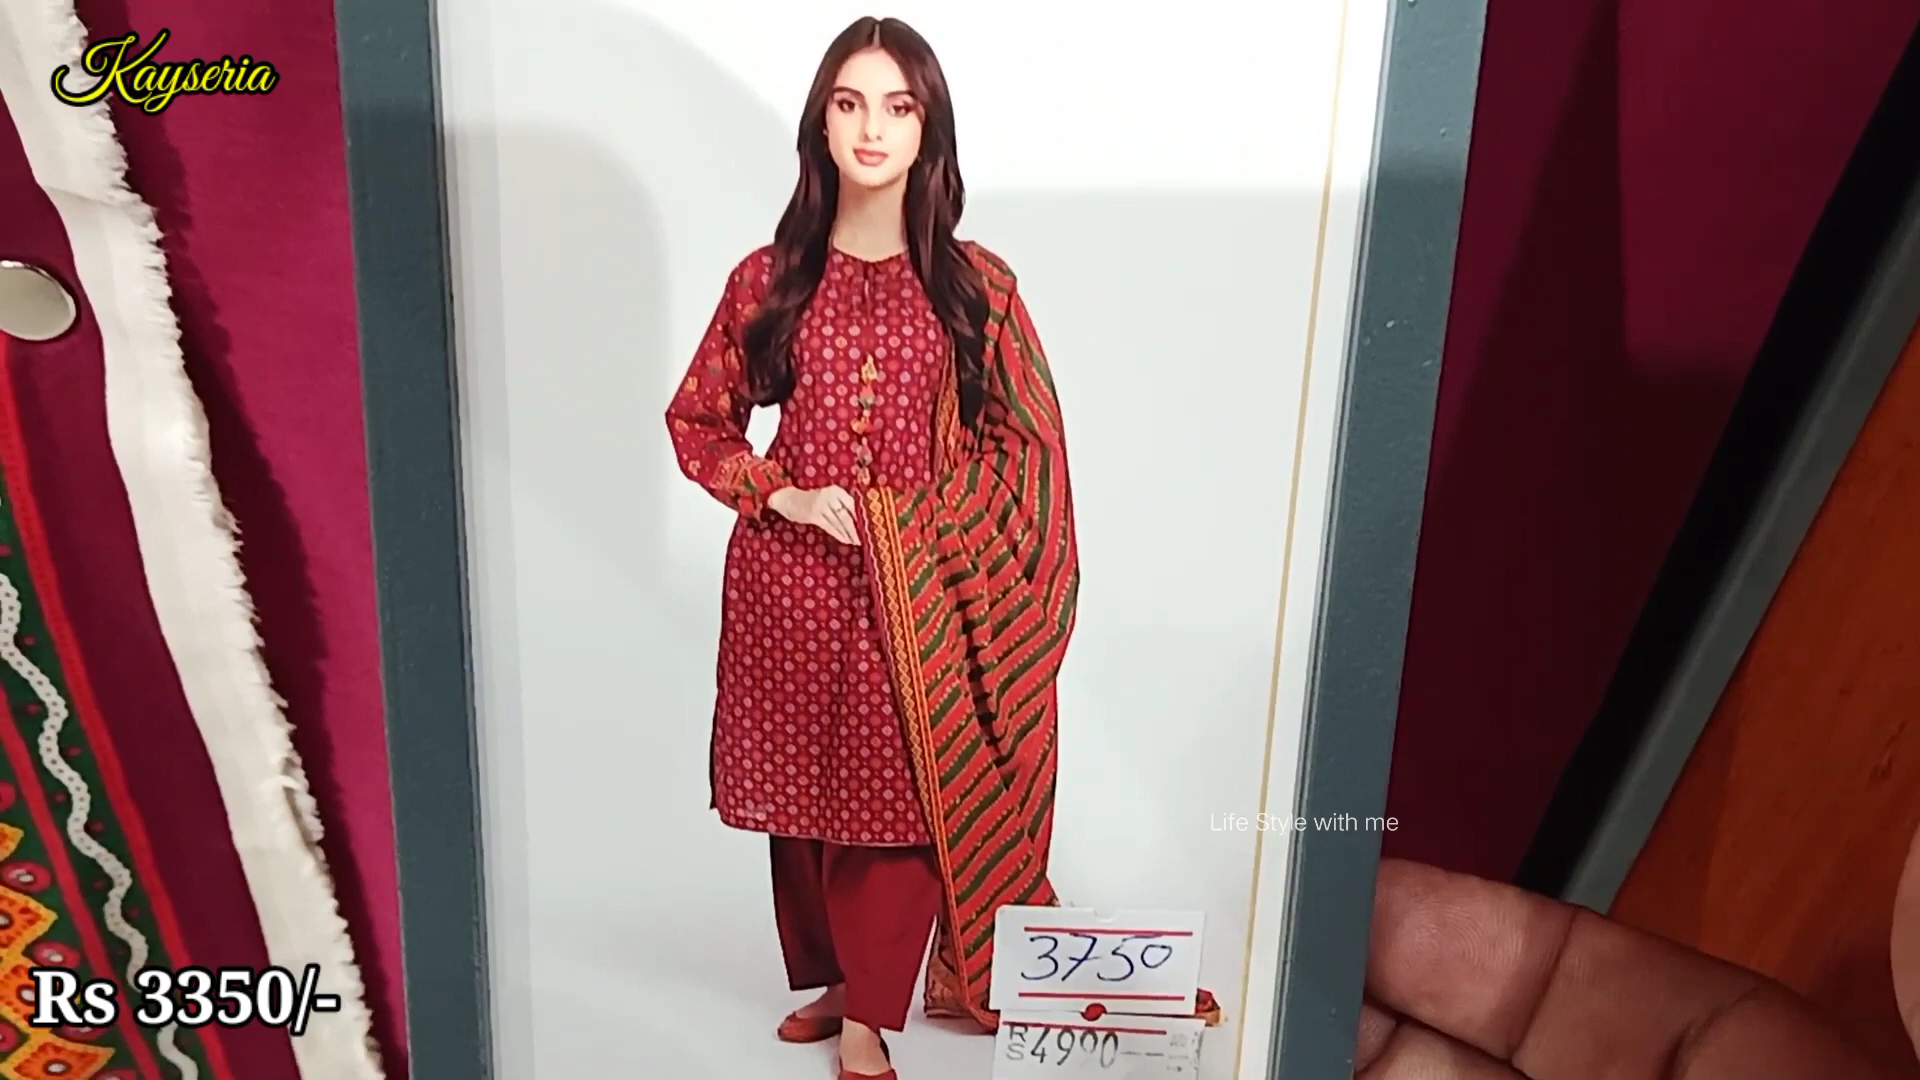 Kayseria
Life Style with me
3750
Rs 3350/-
RS 4990--